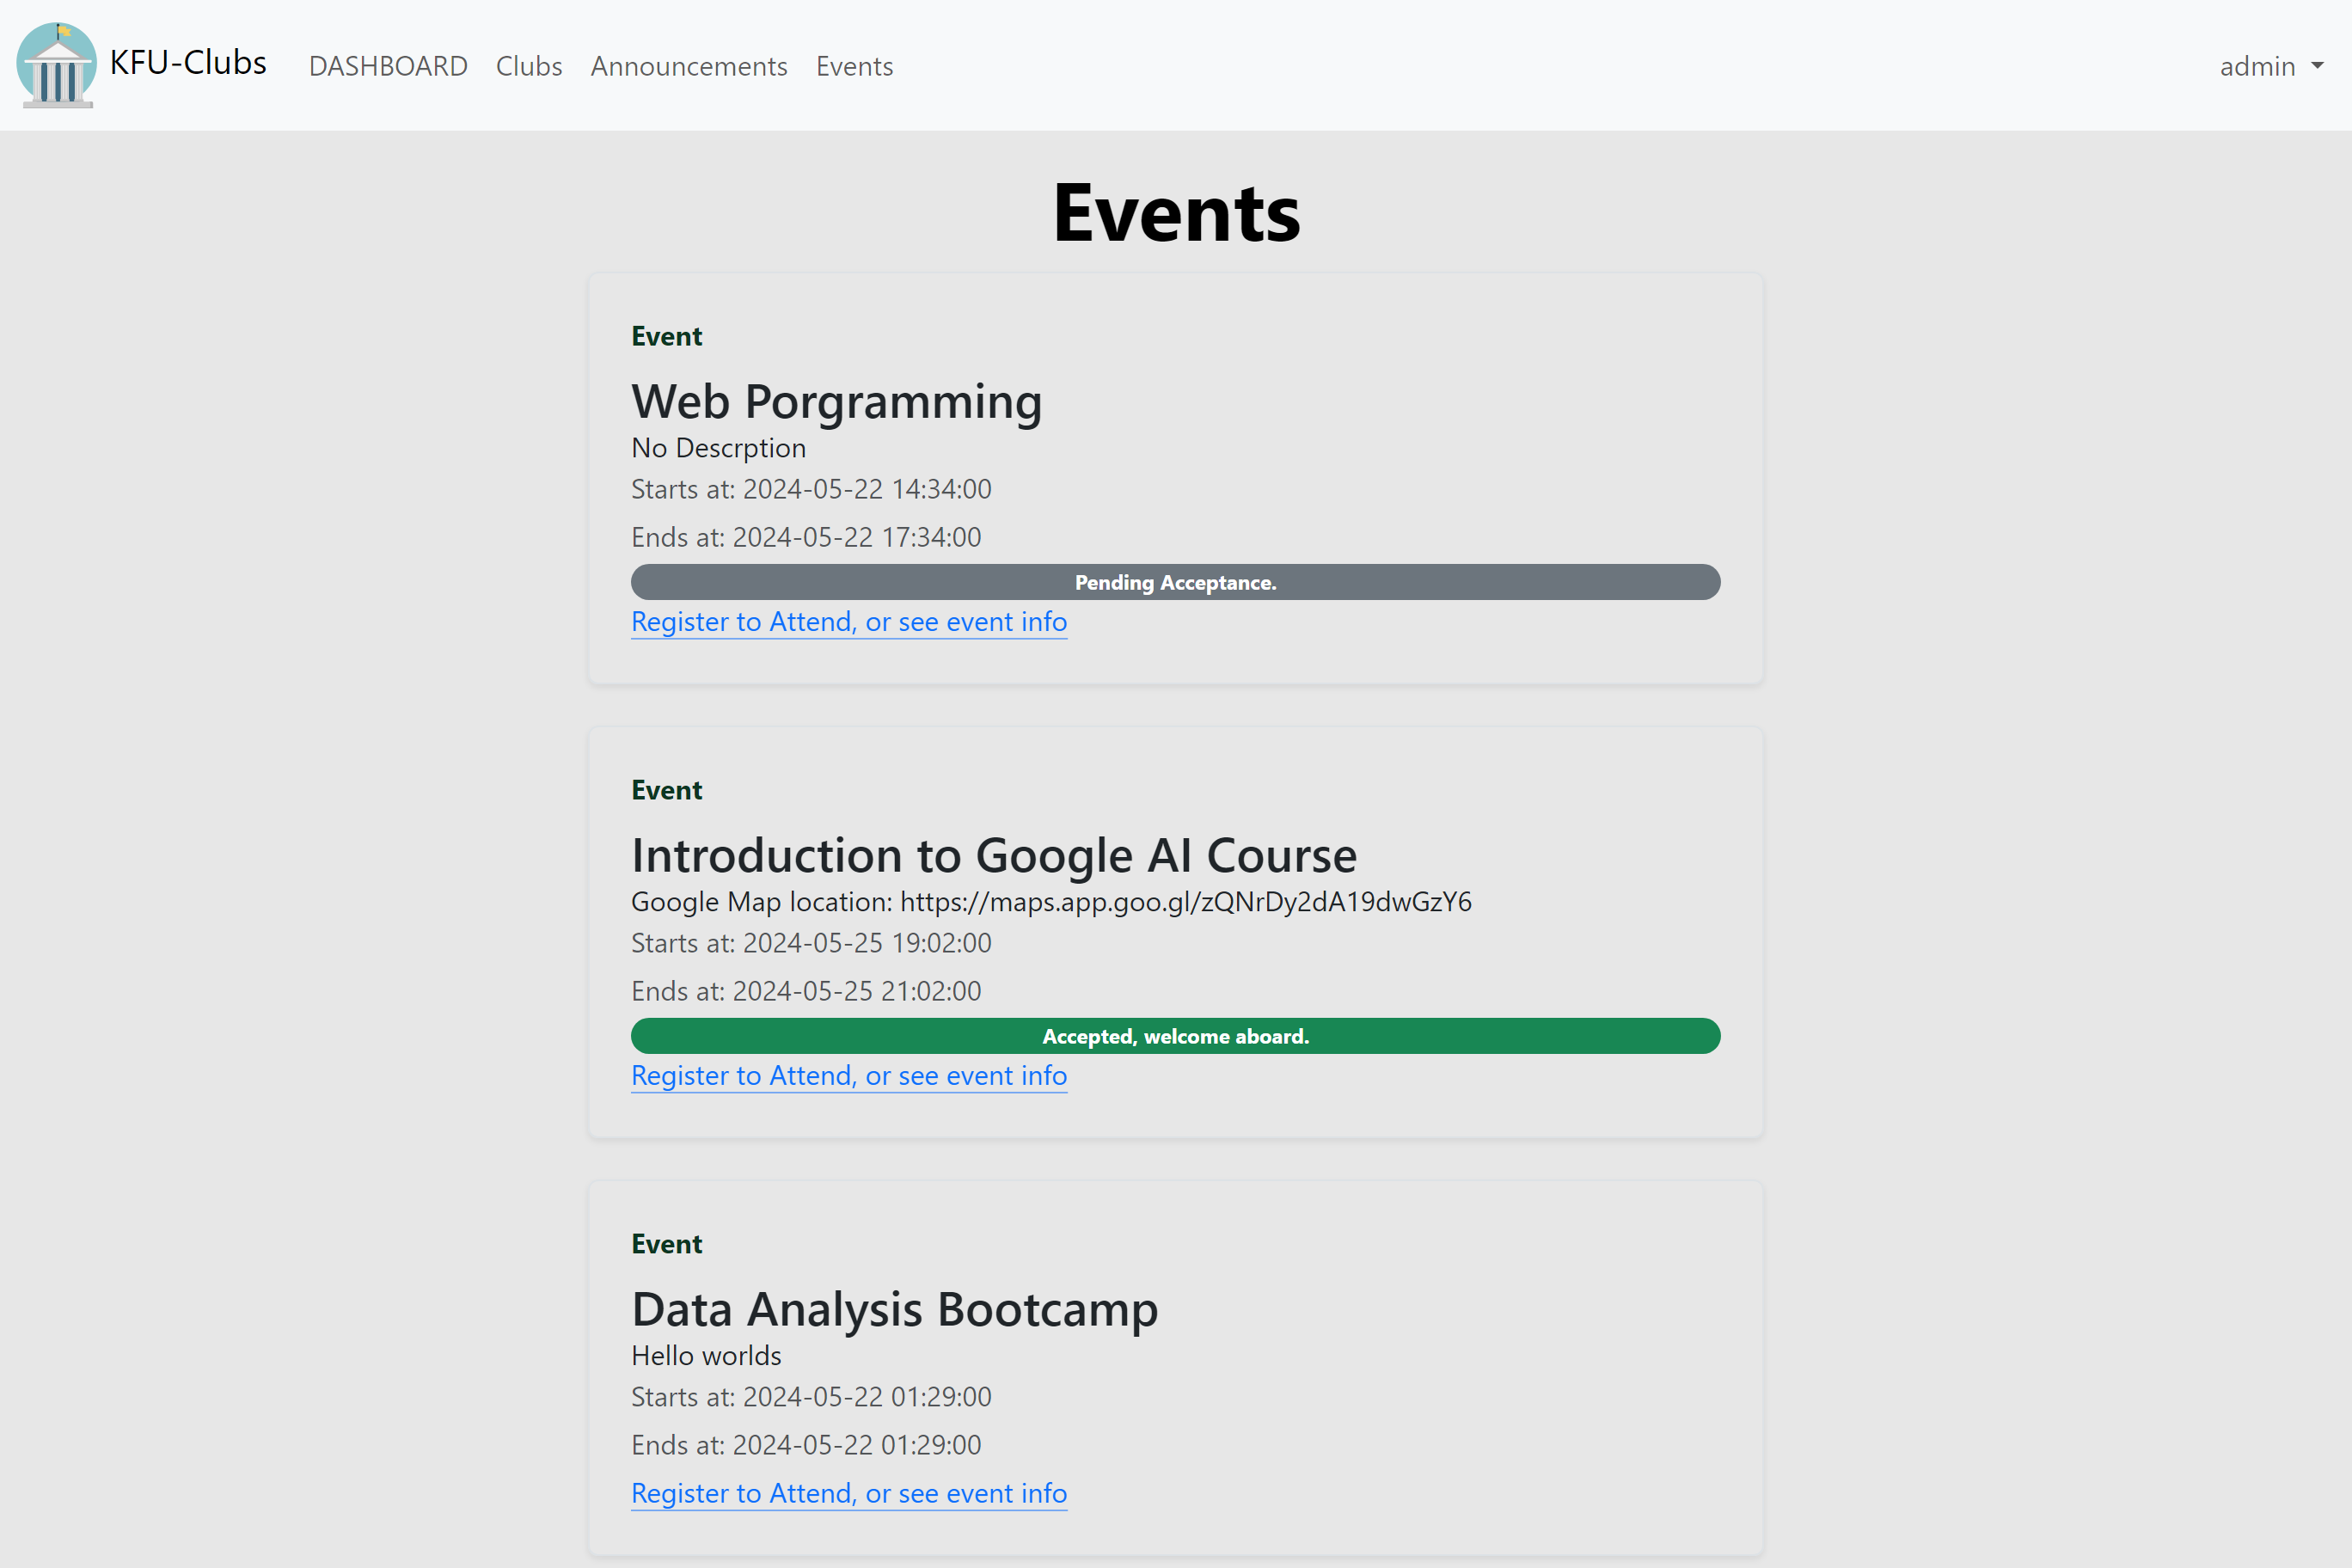 KFU-Clubs DASHBOARD Clubs Announcements Events admin
Events
Event
Web Porgramming
No Descrption
Starts at: 2024-05-22 14:34:00
Ends at: 2024-05-22 17:34:00
Pending Acceptance.
Register to Attend, or see event info
Event
Introduction to Google AI Course
Google Map location: https://maps.app.goo.gl/zQNrDy2dA19dwGzY6
Starts at: 2024-05-25 19:02:00
Ends at: 2024-05-25 21:02:00
Accepted, welcome aboard.
Register to Attend, or see event info
Event
Data Analysis Bootcamp
Hello worlds
Starts at: 2024-05-22 01:29:00
Ends at: 2024-05-22 01:29:00
Register to Attend, or see event info